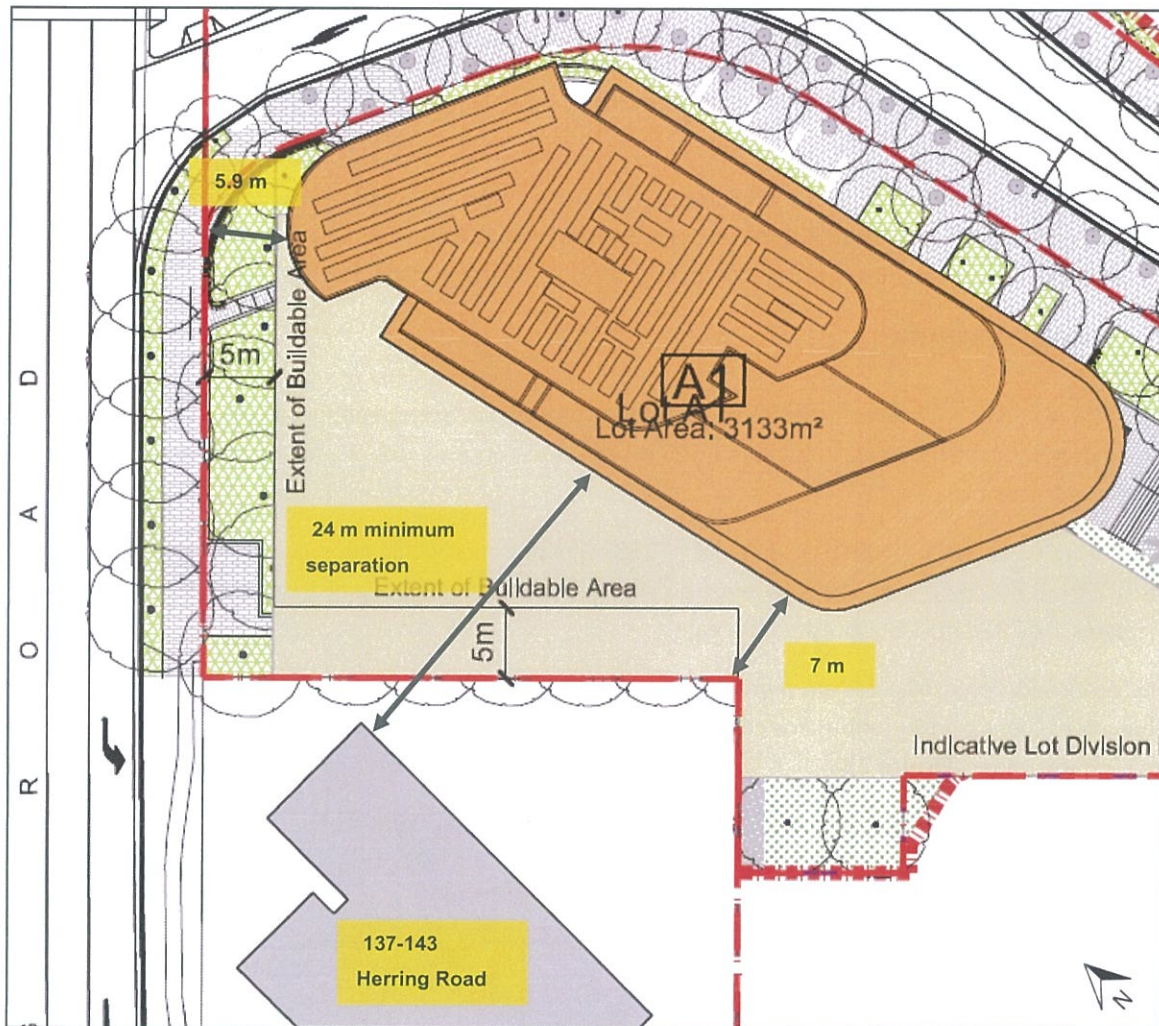 5.9 m
Extent of Buildable Area
5m
A1
Lot A1
Lot Area: 3133m²
24 m minimum
separation
Extent of Buildable Area
5m
7 m
Indicative Lot Division
137-143
Herring Road
R O A D
N